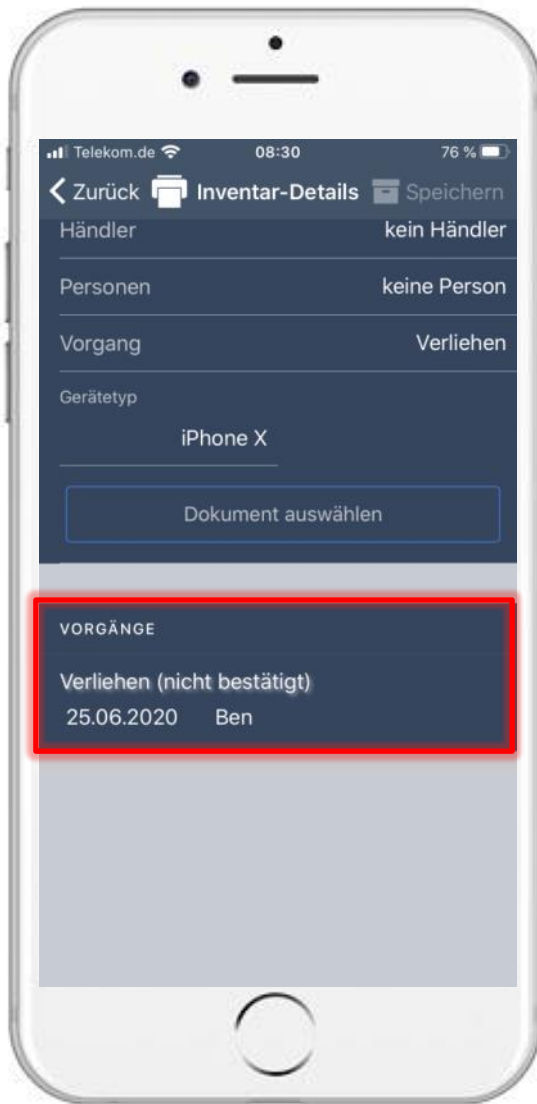 Telekom.de 08:30 76 %
Zurück Inventar-Details Speichern
Händler kein Händler
Personen keine Person
Vorgang Verliehen
Gerätetyp
iPhone X
Dokument auswählen
VORGÄNGE
Verliehen (nicht bestätigt)
25.06.2020 Ben